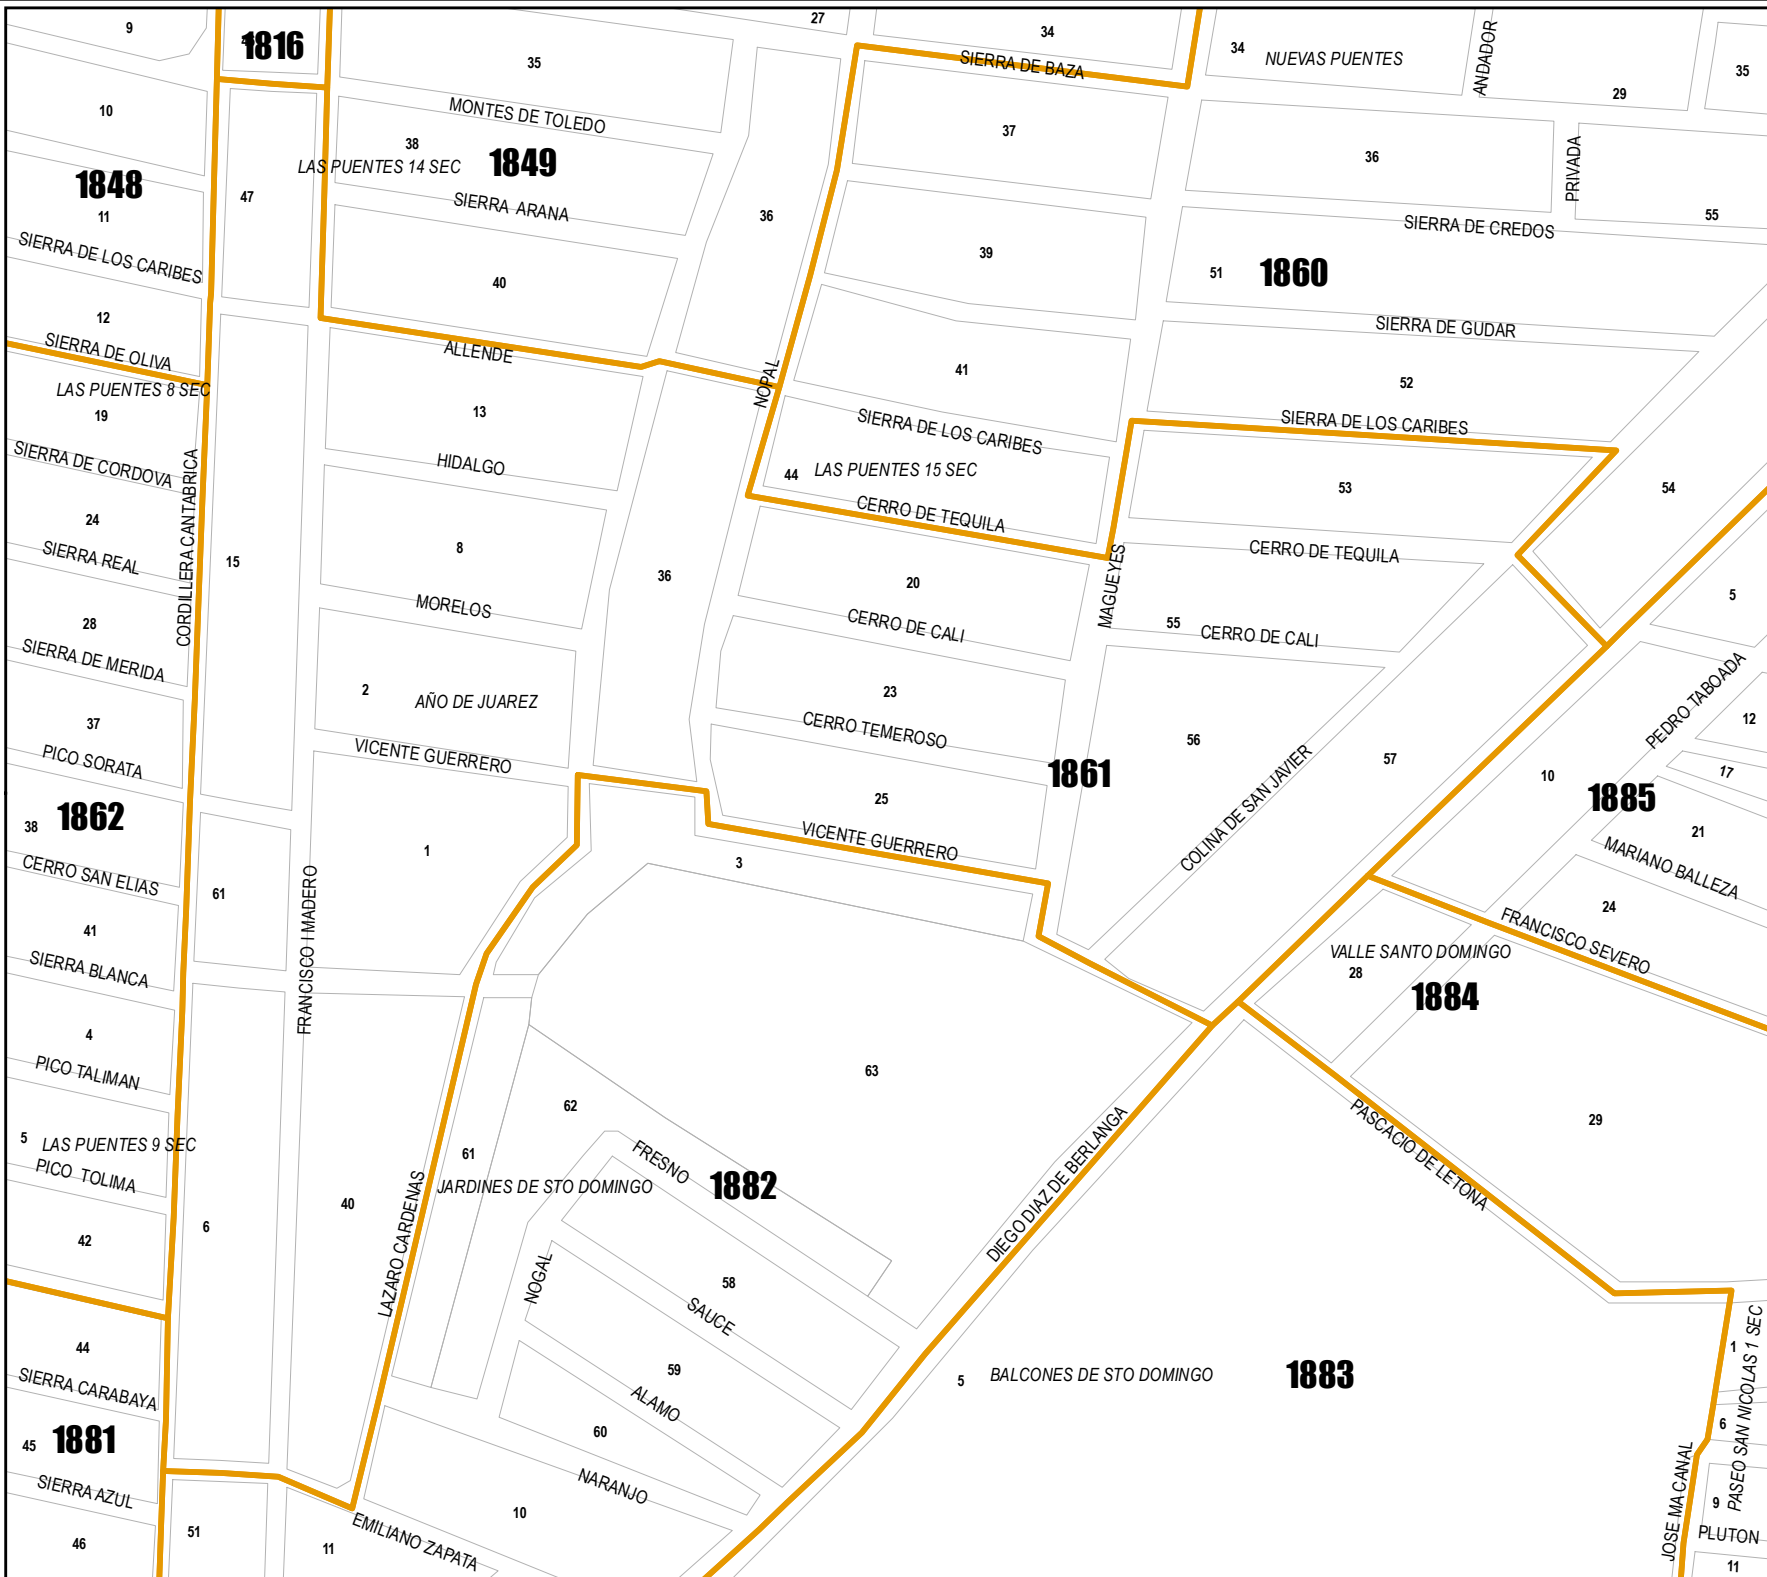 9
1816
27
34
SIERRA DE BAZA
34
NUEVAS PUENTES
ANDADOR
35
35
29
10
MONTES DE TOLEDO
38
LAS PUENTES 14 SEC
1849
37
36
PRIVADA
1848
11
47
SIERRA ARANA
36
55
SIERRA DE CREDOS
SIERRA DE LOS CARIBES
40
39
51
1860
12
SIERRA DE OLIVA
ALLENDE
SIERRA DE GUDAR
LAS PUENTES 8 SEC
NOPAL
41
52
19
13
SIERRA DE LOS CARIBES
SIERRA DE LOS CARIBES
SIERRA DE CORDOVA
HIDALGO
44
LAS PUENTES 15 SEC
53
54
CORDILLERA CANTABRICA
24
CERRO DE TEQUILA
CERRO DE TEQUILA
SIERRA REAL
15
8
36
20
MAGUEYES
5
MORELOS
28
CERRO DE CALI
55
CERRO DE CALI
SIERRA DE MERIDA
2
AÑO DE JUAREZ
23
PEDRO TABOADA
12
37
CERRO TEMEROSO
56
57
PICO SORATA
VICENTE GUERRERO
1861
10
17
1862
38
25
COLINA DE SAN JAVIER
1885
21
VICENTE GUERRERO
MARIANO BALLEZA
1
3
CERRO SAN ELIAS
61
FRANCISCO I MADERO
24
41
FRANCISCO SEVERO
SIERRA BLANCA
VALLE SANTO DOMINGO
28
1884
4
PICO TALIMAN
63
62
29
5
LAS PUENTES 9 SEC
61
FRESNO
DIEGO DIAZ DE BERLANGA
PASCACIO DE LETONA
PICO TOLIMA
JARDINES DE STO DOMINGO
1882
6
40
LAZARO CARDENAS
42
NOGAL
58
44
SAUCE
1
PASEO SAN NICOLAS 1 SEC
59
5
BALCONES DE STO DOMINGO
1883
SIERRA CARABAYA
ALAMO
1881
45
60
6
SIERRA AZUL
NARANJO
JOSE MA CANAL
9
10
51
EMILIANO ZAPATA
PLUTON
46
11
11